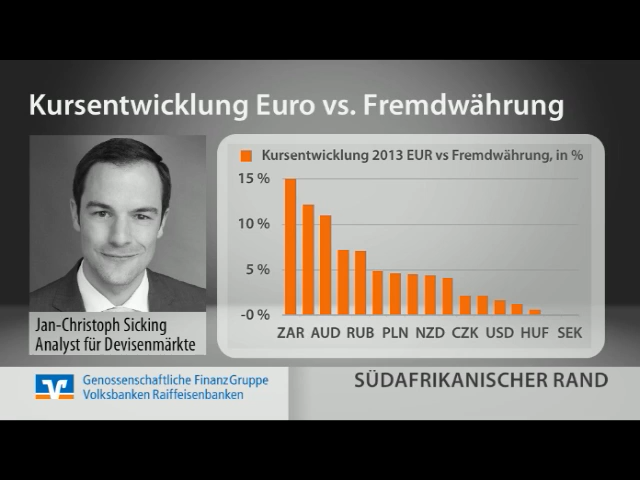 Kursentwicklung Euro vs. Fremdwährung
Kursentwicklung 2013 EUR vs Fremdwährung, in %
15 %
10 %
5 %
-0 %
ZAR AUD RUB PLN NZD CZK USD HUF SEK
Jan-Christoph Sicking
Analyst für Devisenmärkte
Genossenschaftliche FinanzGruppe
Volksbanken Raiffeisenbanken
SÜDAFRIKANISCHER RAND